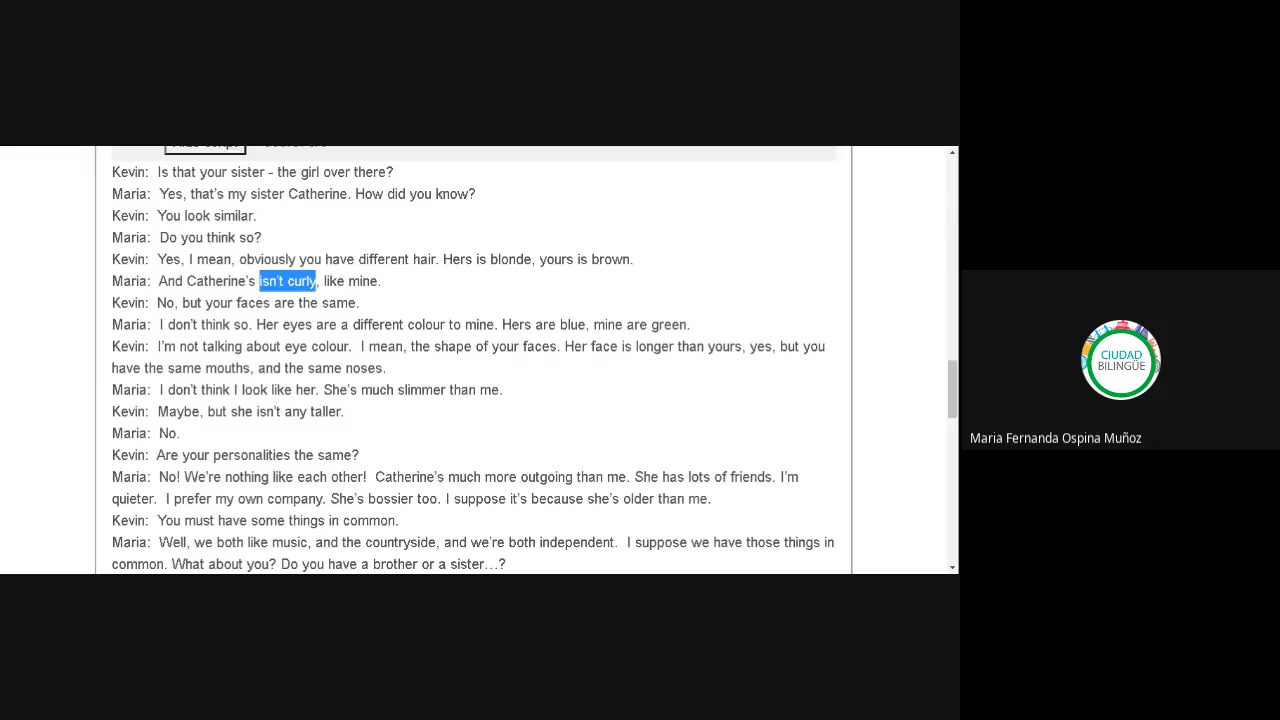 Kevin: Is that your sister - the girl over there?
Maria: Yes, that's my sister Catherine. How did you know?
Kevin: You look similar.
Maria: Do you think so?
Kevin: Yes, I mean, obviously you have different hair. Hers is blonde, yours is brown.
Maria: And Catherine's isn't curly, like mine.
Kevin: No, but your faces are the same.
Maria: I don't think so. Her eyes are a different colour to mine. Hers are blue, mine are green.
Kevin: I'm not talking about eye colour. I mean, the shape of your faces. Her face is longer than yours, yes, but you
have the same mouths, and the same noses.
Maria: I don't think I look like her. She's much slimmer than me.
Kevin: Maybe, but she isn't any taller.
Maria: No.
Kevin: Are your personalities the same?
Maria: No! We're nothing like each other! Catherine's much more outgoing than me. She has lots of friends. I'm
quieter. I prefer my own company. She's bossier too. I suppose it's because she's older than me.
Kevin: You must have some things in common.
Maria: Well, we both like music, and the countryside, and we're both independent. I suppose we have those things in
common. What about you? Do you have a brother or a sister…?
CIUDAD
BILINGÜE
Maria Fernanda Ospina Muñoz